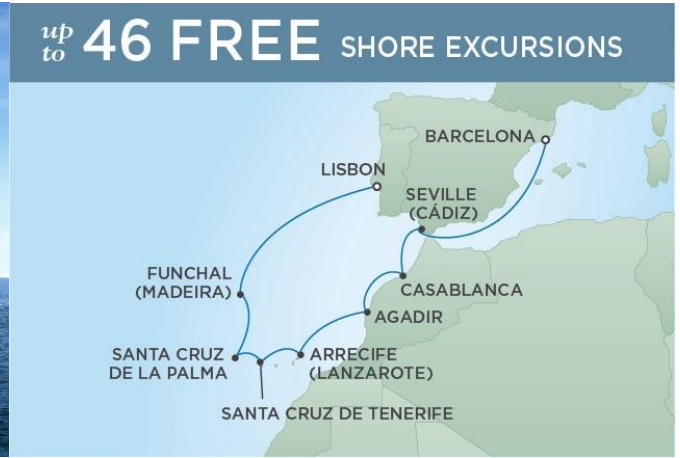 up to 46 FREE SHORE EXCURSIONS
BARCELONA
LISBON
SEVILLE
(CÁDIZ)
FUNCHAL
(MADEIRA)
CASABLANCA
AGADIR
SANTA CRUZ
DE LA PALMA
ARRECIFE
(LANZAROTE)
SANTA CRUZ DE TENERIFE